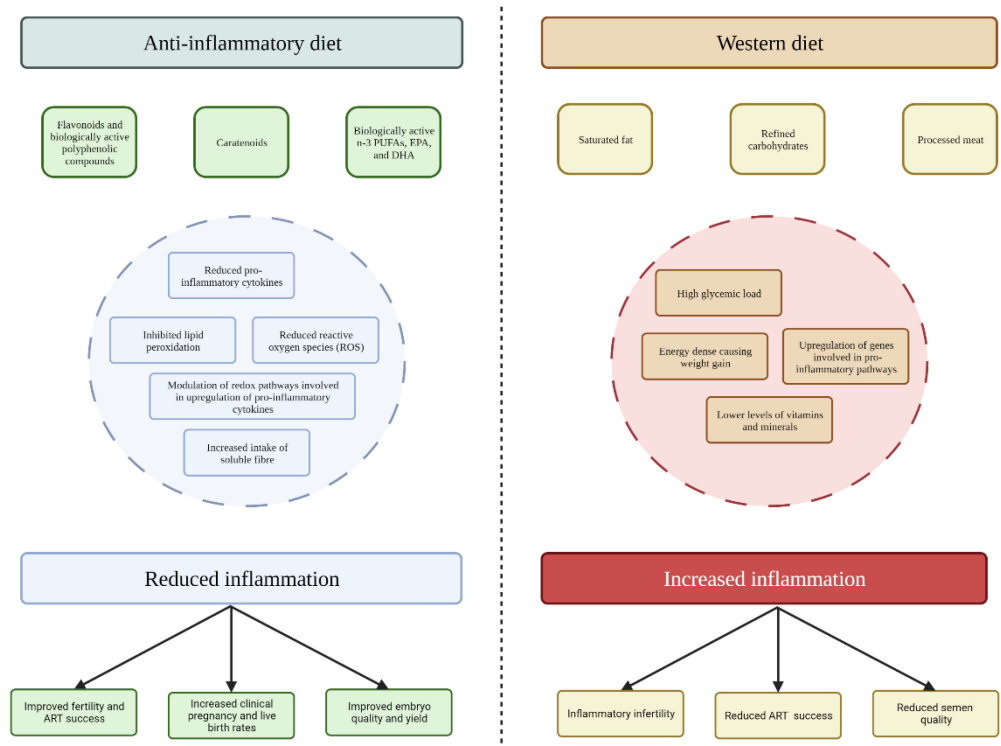 Anti-inflammatory diet
Flavonoids and
biologically active
polyphenolic
compounds
Caratenoids
Biologically active
n-3 PUFAs, EPA,
and DHA
Reduced pro-
inflammatory cytokines
Inhibited lipid
peroxidation
Reduced reactive
oxygen species (ROS)
Modulation of redox pathways involved
in upregulation of pro-inflammatory
cytokines
Increased intake of
soluble fibre
Reduced inflammation
Improved fertility and
ART success
Increased clinical
pregnancy and live
birth rates
Improved embryo
quality and yield
Western diet
Saturated fat
Refined
carbohydrates
Processed meat
High glycemic load
Energy dense causing
weight gain
Upregulation of genes
involved in pro-
inflammatory pathways
Lower levels of vitamins
and minerals
Increased inflammation
Inflammatory infertility
Reduced ART success
Reduced semen
quality